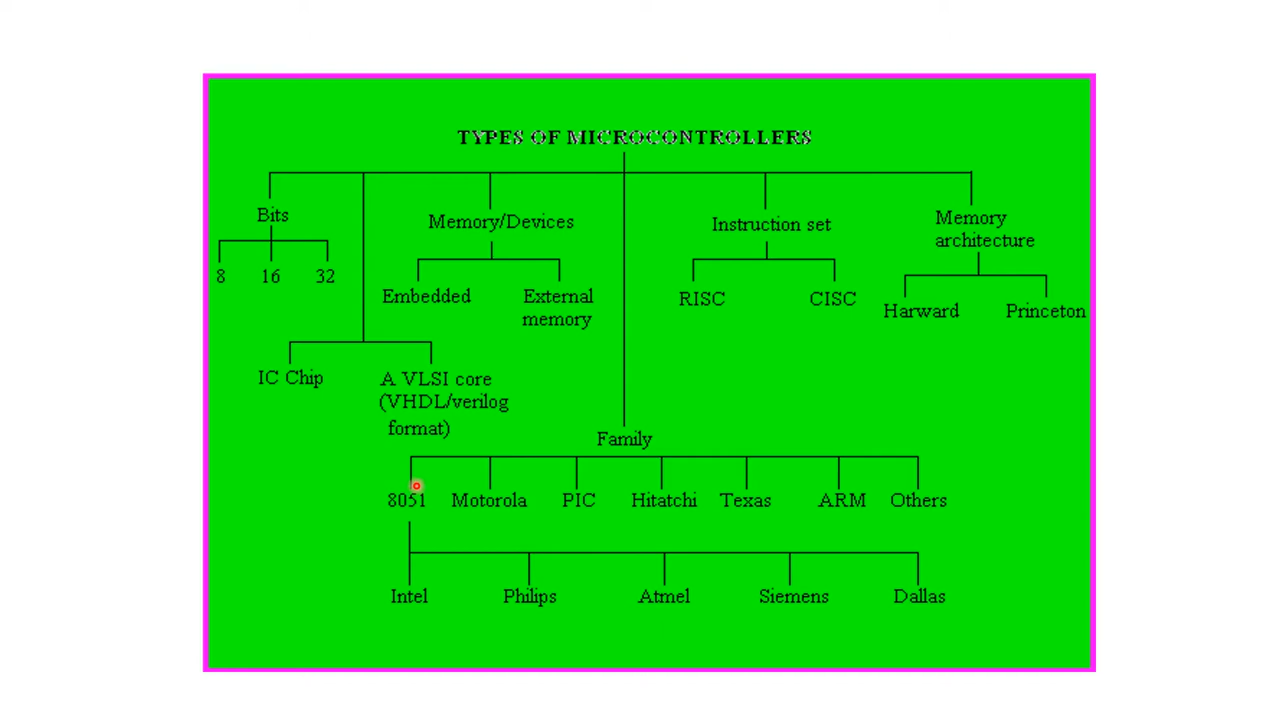 TYPES OF MICROCONTROLLERS
Bits
8 16 32
IC Chip
A VLSI core
(VHDL/verilog
format)
Memory/Devices
Embedded
External
memory
Instruction set
RISC CISC
Memory
architecture
Harward Princeton
Family
8051 Motorola PIC Hitatchi Texas ARM Others
Intel Philips Atmel Siemens Dallas